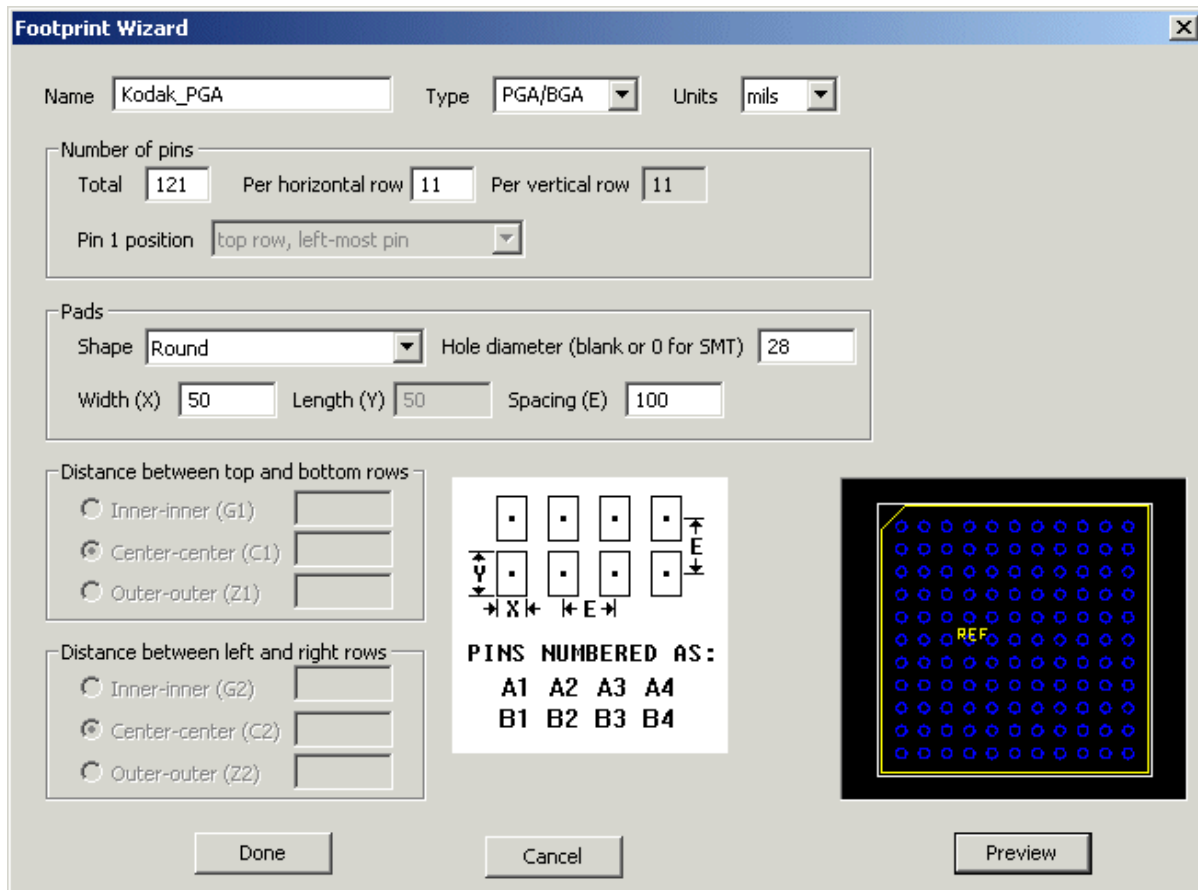 Footprint Wizard
Name Kodak_PGA Type PGA/BGA Units mils
Number of pins
Total 121 Per horizontal row 11 Per vertical row 11
Pin 1 position top row, left-most pin
Pads
Shape Round Hole diameter (blank or 0 for SMT) 28
Width (X) 50 Length (Y) 50 Spacing (E) 100
Distance between top and bottom rows
Inner-inner (G1)
Center-center (C1)
Outer-outer (Z1)
Distance between left and right rows
Inner-inner (G2)
Center-center (C2)
Outer-outer (Z2)
E
Y
X E
PINS NUMBERED AS:
A1 A2 A3 A4
B1 B2 B3 B4
REF
Done Cancel Preview